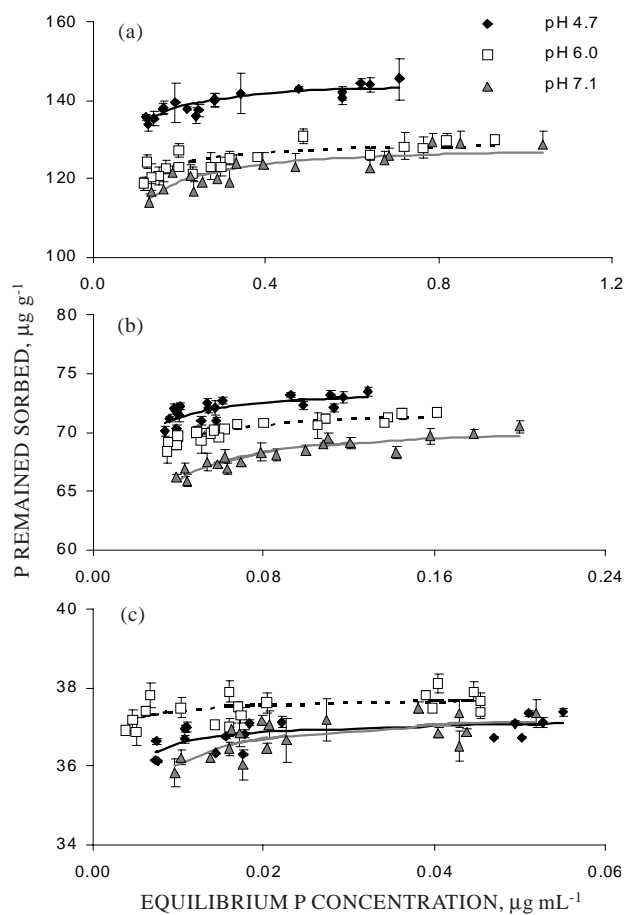 160
(a)
pH 4.7
pH 6.0
pH 7.1
140
120
100
0.0 0.4 0.8 1.2
80
(b)
75
70
65
60
0.00 0.08 0.16 0.24
40
(c)
38
36
34
0.00 0.02 0.04 0.06
P REMAINED SORBED, µg g-1
EQUILIBRIUM P CONCENTRATION, µg mL-1